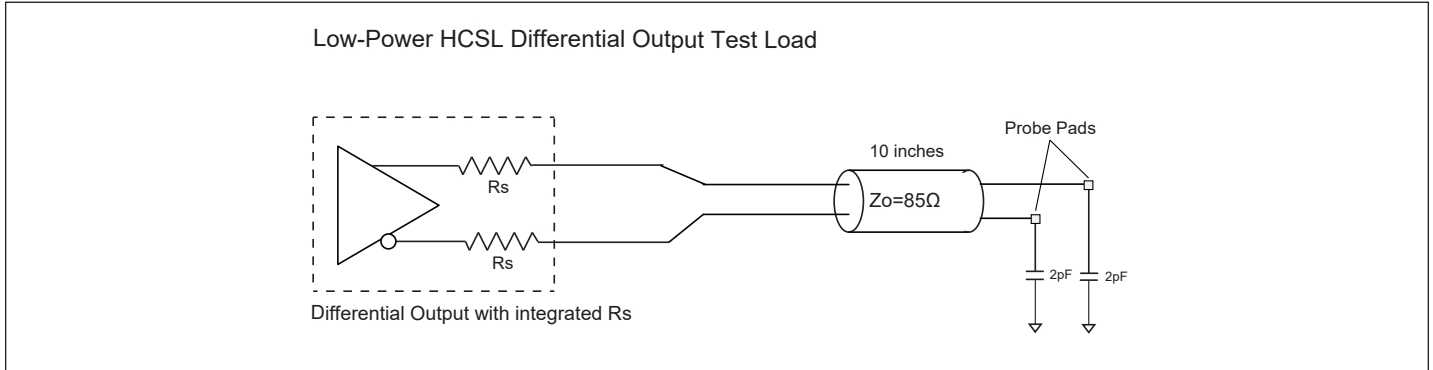 Low-Power HCSL Differential Output Test Load
Probe Pads
10 inches
Rs
Zo=85Ω
Rs
2pF
2pF
Differential Output with integrated Rs